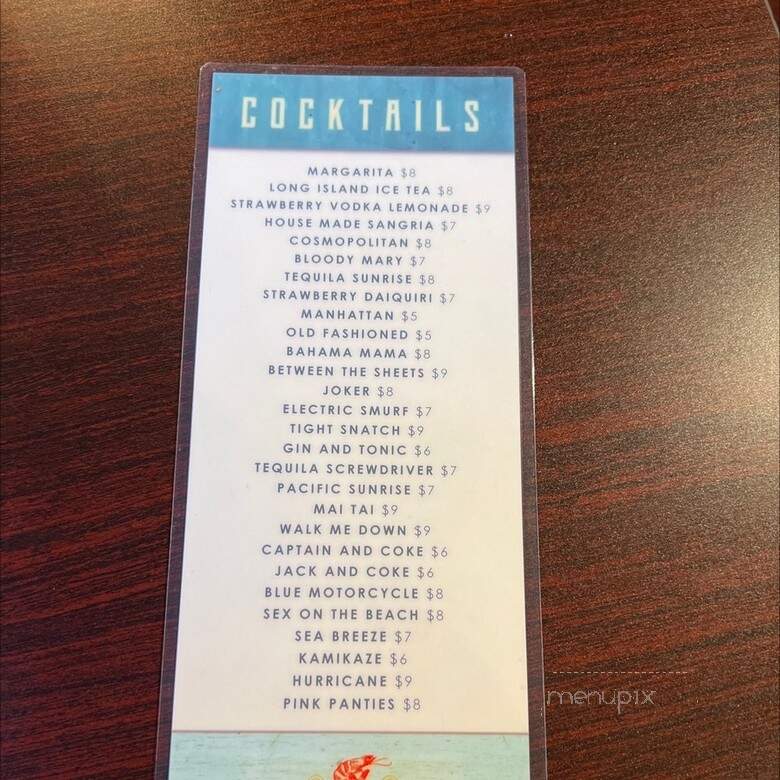 COCKTAILS
MARGARITA $8
LONG ISLAND ICE TEA $8
STRAWBERRY VODKA LEMONADE $9
HOUSE MADE SANGRIA $7
COSMOPOLITAN $8
BLOODY MARY $7
TEQUILA SUNRISE $8
STRAWBERRY DAIQUIRI $7
MANHATTAN $5
OLD FASHIONED $5
BAHAMA MAMA $8
BETWEEN THE SHEETS $9
JOKER $8
ELECTRIC SMURF $7
TIGHT SNATCH $9
GIN AND TONIC $6
TEQUILA SCREWDRIVER $7
PACIFIC SUNRISE $7
MAI TAI $9
WALK ME DOWN $9
CAPTAIN AND COKE $6
JACK AND COKE $6
BLUE MOTORCYCLE $8
SEX ON THE BEACH $8
SEA BREEZE $7
KAMIKAZE $6
HURRICANE $9
PINK PANTIES $8
menupix